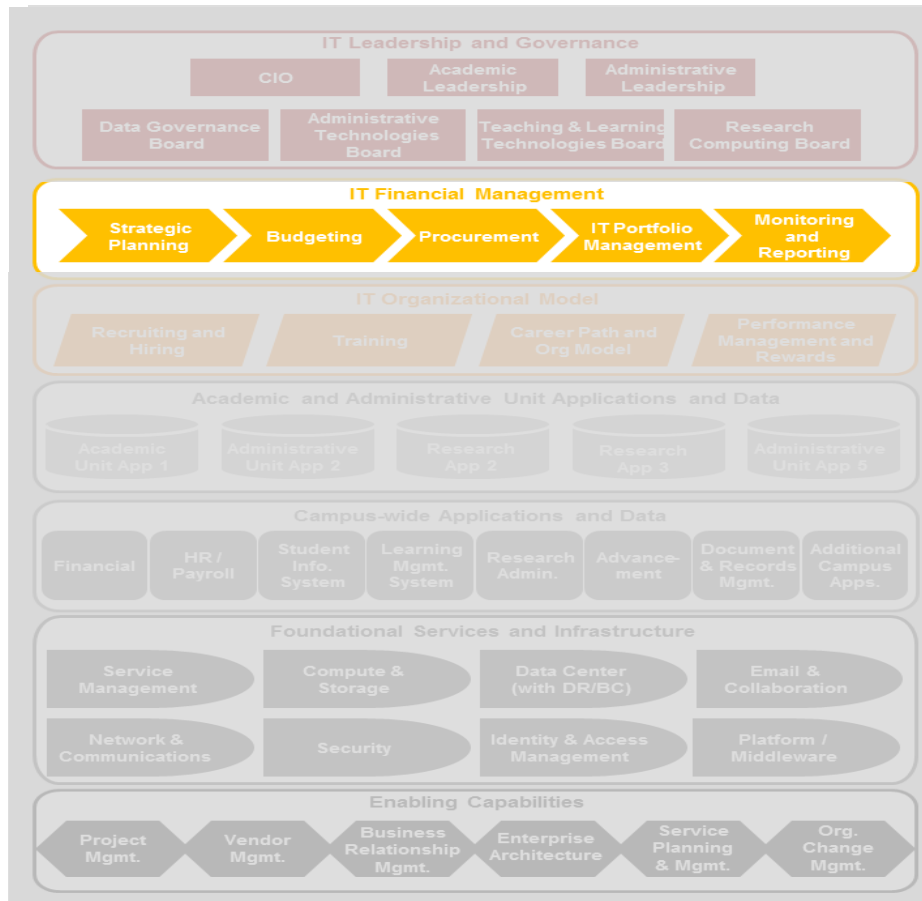 IT Leadership and Governance
CIO
Academic
Leadership
Administrative
Leadership
Data Governance
Board
Administrative
Technologies
Board
Teaching & Learning
Technologies Board
Research
Computing Board
IT Financial Management
Strategic
Planning
Budgeting
Procurement
IT Portfolio
Management
Monitoring
and
Reporting
IT Organizational Model
Recruiting and
Hiring
Training
Career Path and
Org Model
Performance
Management and
Rewards
Academic and Administrative Unit Applications and Data
Academic
Unit App 1
Administrative
Unit App 2
Research
App 2
Research
App 3
Administrative
Unit App 5
Campus-wide Applications and Data
Financial
HR /
Payroll
Student
Info.
System
Learning
Mgmt.
System
Research
Admin.
Advance-
ment
Document
& Records
Mgmt.
Additional
Campus
Apps.
Foundational Services and Infrastructure
Service
Management
Compute &
Storage
Data Center
(with DR/BC)
Email &
Collaboration
Network &
Communications
Security
Identity & Access
Management
Platform /
Middleware
Enabling Capabilities
Project
Mgmt.
Vendor
Mgmt.
Business
Relationship
Mgmt.
Enterprise
Architecture
Service
Planning
& Mgmt.
Org.
Change
Mgmt.